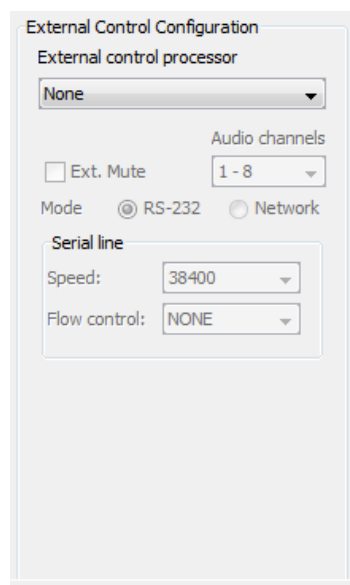 External Control Configuration
External control processor
None
Audio channels
Ext. Mute 1 - 8
Mode RS-232 Network
Serial line
Speed: 38400
Flow control: NONE